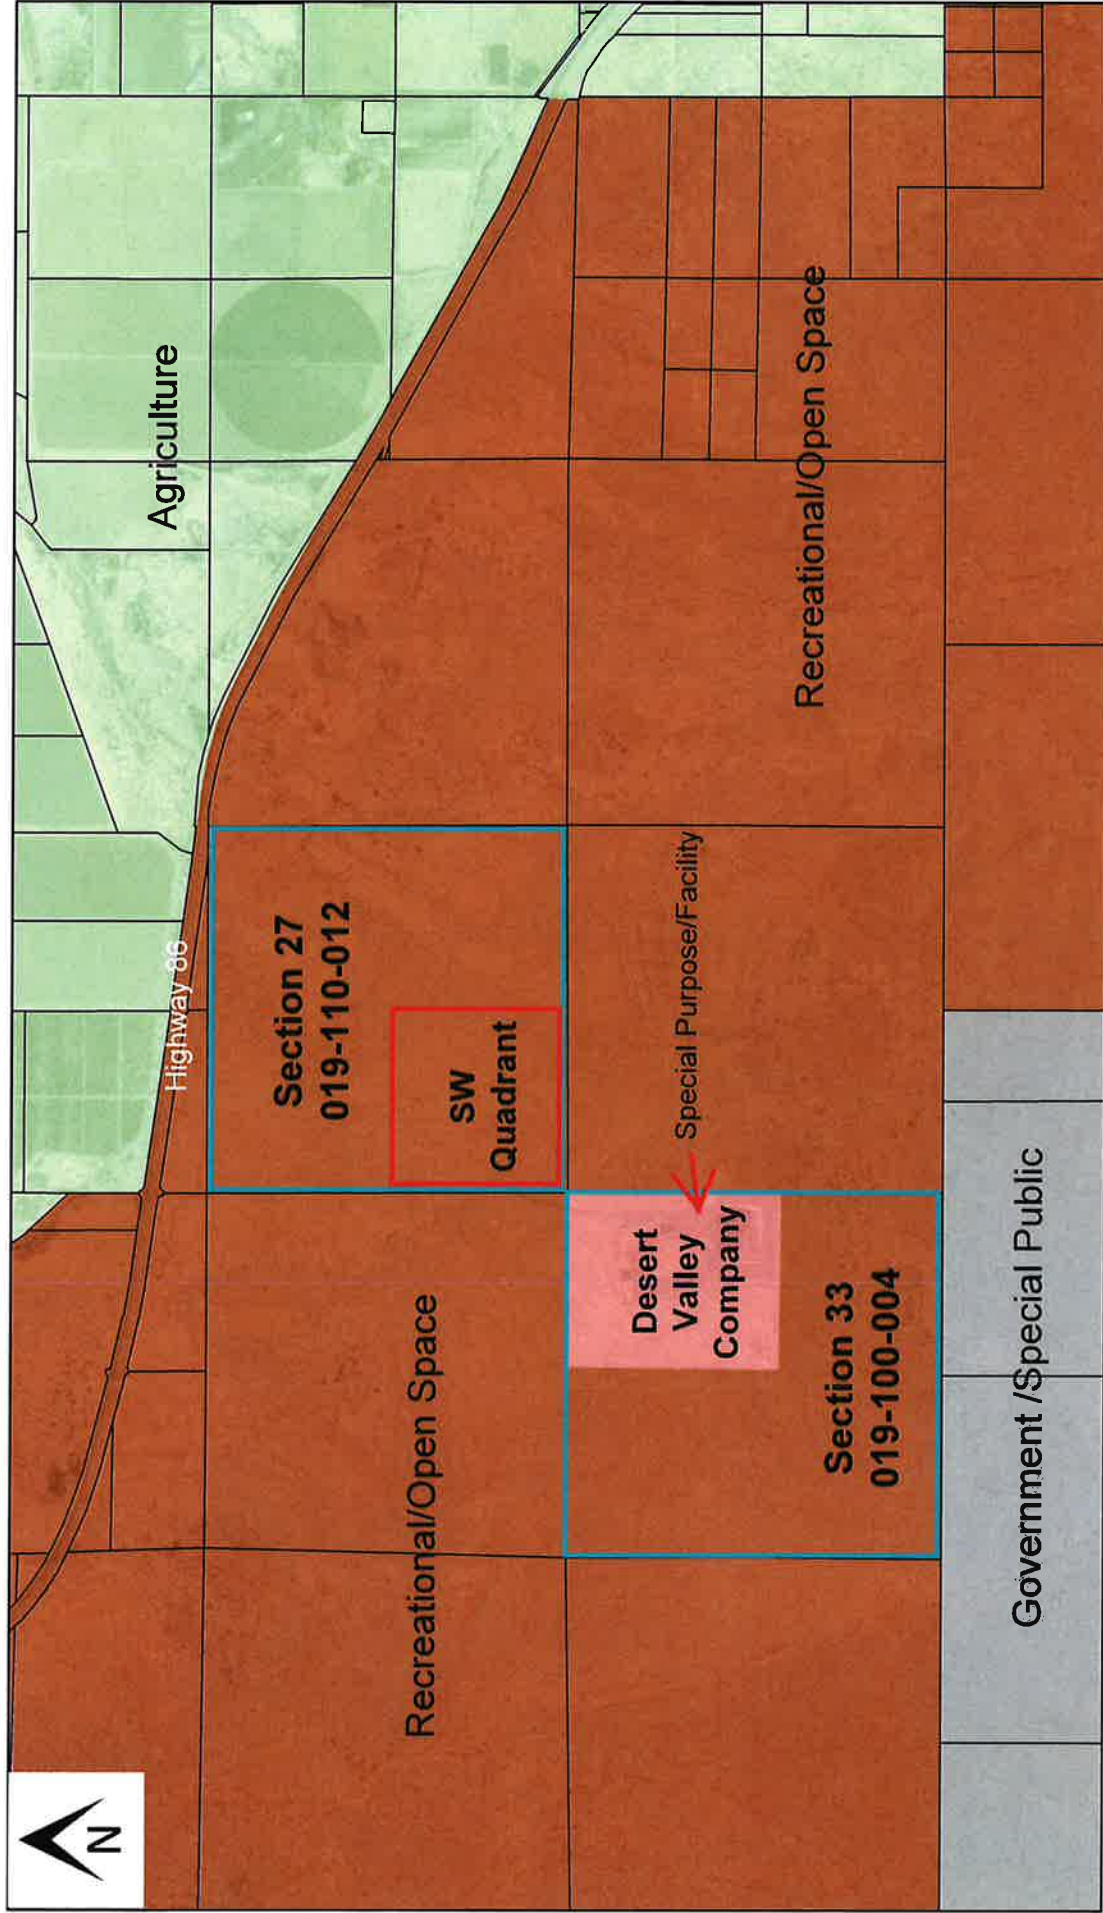 N
Agriculture
Highway 86
Section 27
019-110-012
SW
Quadrant
Recreational/Open Space
Special Purpose/Facility
Desert
Valley
Company
Recreational/Open Space
Section 33
019-100-004
Government /Special Public